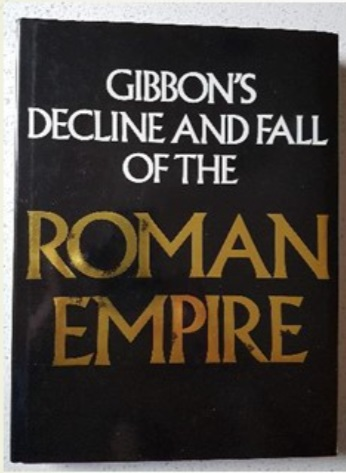 GIBBON'S
DECLINE AND FALL
OF THE
ROMAN
EMPIRE